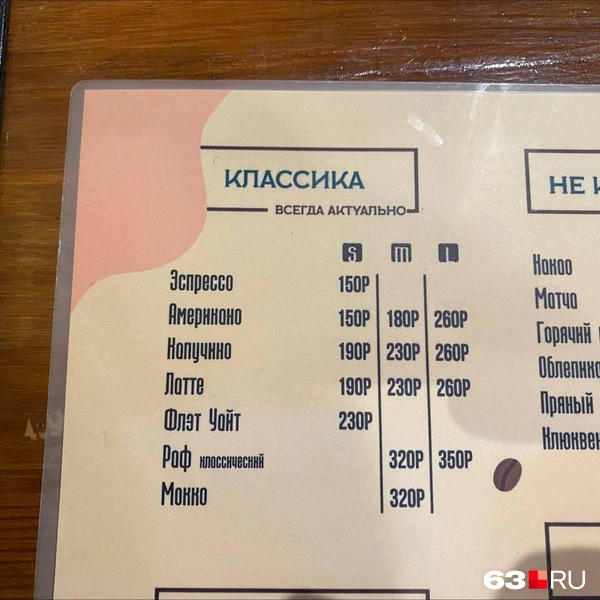 КЛАССИКА
ВСЕГДА АКТУАЛЬНО
S M L
Эспрессо 150Р
Американо 150Р 180Р 260Р
Капучино 190Р 230Р 260Р
Латте 190Р 230Р 260Р
Флэт Уайт 230Р
Раф классический 320Р 350Р
Мокко 320Р
НЕ
Какао
Матча
Горячий
Облепихо
Пряный
Клюквен
63.RU